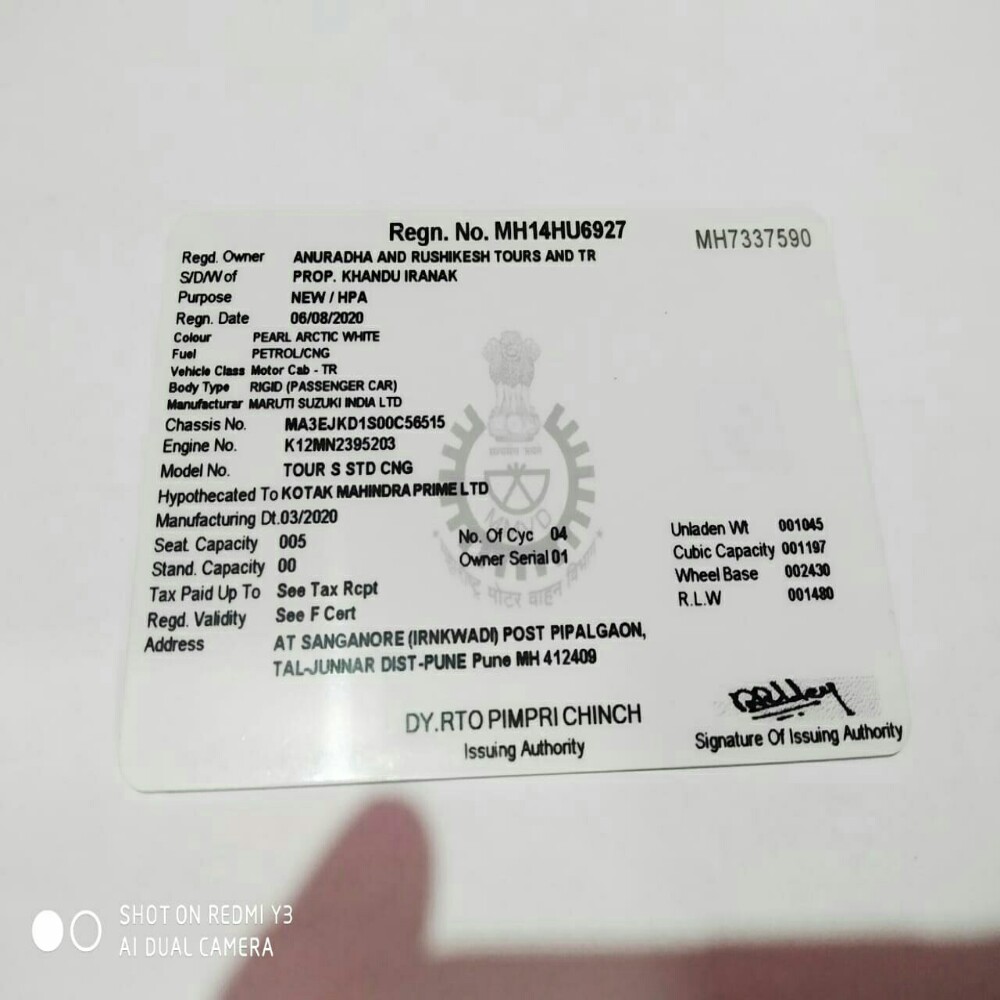 Regn. No. MH14HU6927
MH7337590
Regd. Owner ANURADHA AND RUSHIKESH TOURS AND TR
S/D/W of PROP. KHANDU IRANAK
Purpose NEW / HPA
Regn. Date 06/08/2020
Colour PEARL ARCTIC WHITE
Fuel PETROL/CNG
Vehicle Class Motor Cab - TR
Body Type RIGID (PASSENGER CAR)
Manufacturar MARUTI SUZUKI INDIA LTD
Chassis No. MA3EJKD1S00C56515
Engine No. K12MN2395203
Model No. TOUR S STD CNG
Hypothecated To KOTAK MAHINDRA PRIME LTD
Manufacturing Dt.03/2020
Seat. Capacity 005 No. Of Cyc 04 Unladen Wt 001045
Stand. Capacity 00 Owner Serial 01 Cubic Capacity 001197
Tax Paid Up To See Tax Rcpt Wheel Base 002430
Regd. Validity See F Cert R.L.W 001480
Address AT SANGANORE (IRNKWADI) POST PIPALGAON,
TAL-JUNNAR DIST-PUNE Pune MH 412409
मोटर वाहन
DY.RTO PIMPRI CHINCH
Issuing Authority
Signature Of Issuing Authority
SHOT ON REDMI Y3
AI DUAL CAMERA